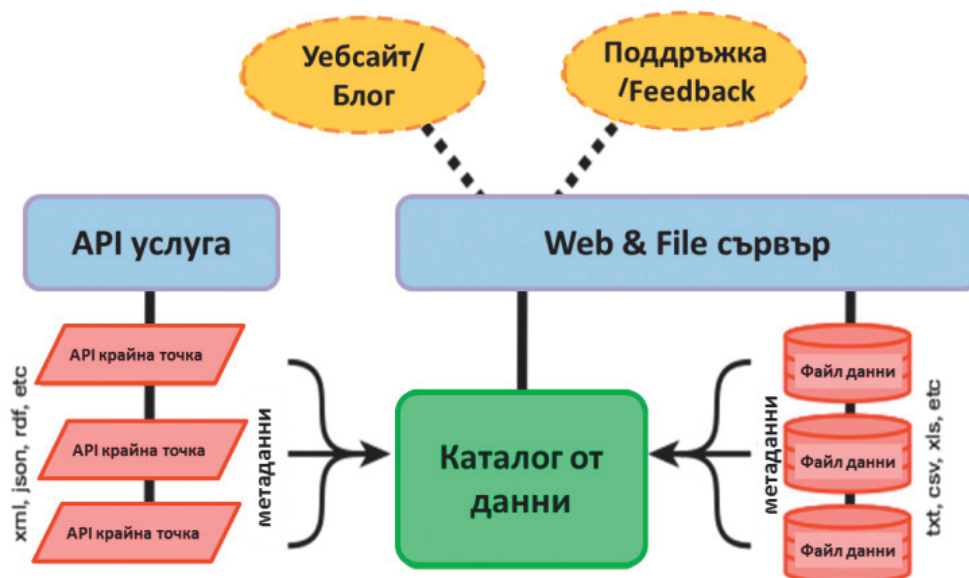 Уебсайт/
Блог
Поддръжка
/Feedback
API услуга
Web & File сървър
xml, json, rdf, etc
API крайна точка
API крайна точка
API крайна точка
метаданни
Каталог от
данни
метаданни
Файл данни
Файл данни
Файл данни
txt, csv, xls, etc